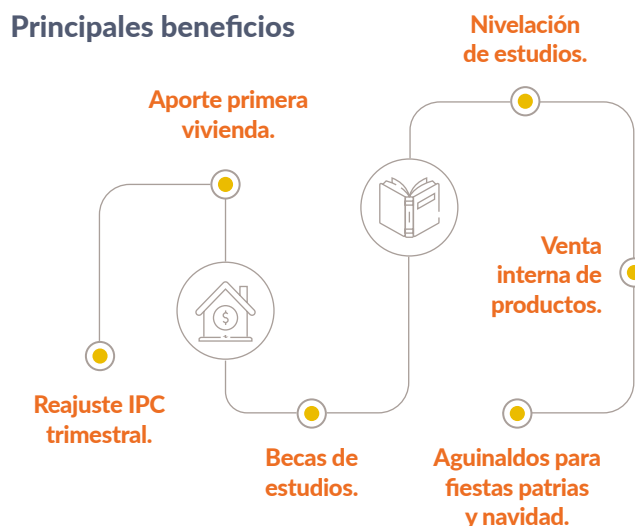 Principales beneficios
Reajuste IPC
trimestral.
Aporte primera
vivienda.
$
Becas de
estudios.
Nivelación
de estudios.
Venta
interna de
productos.
Aguinaldos para
fiestas patrias
y navidad.